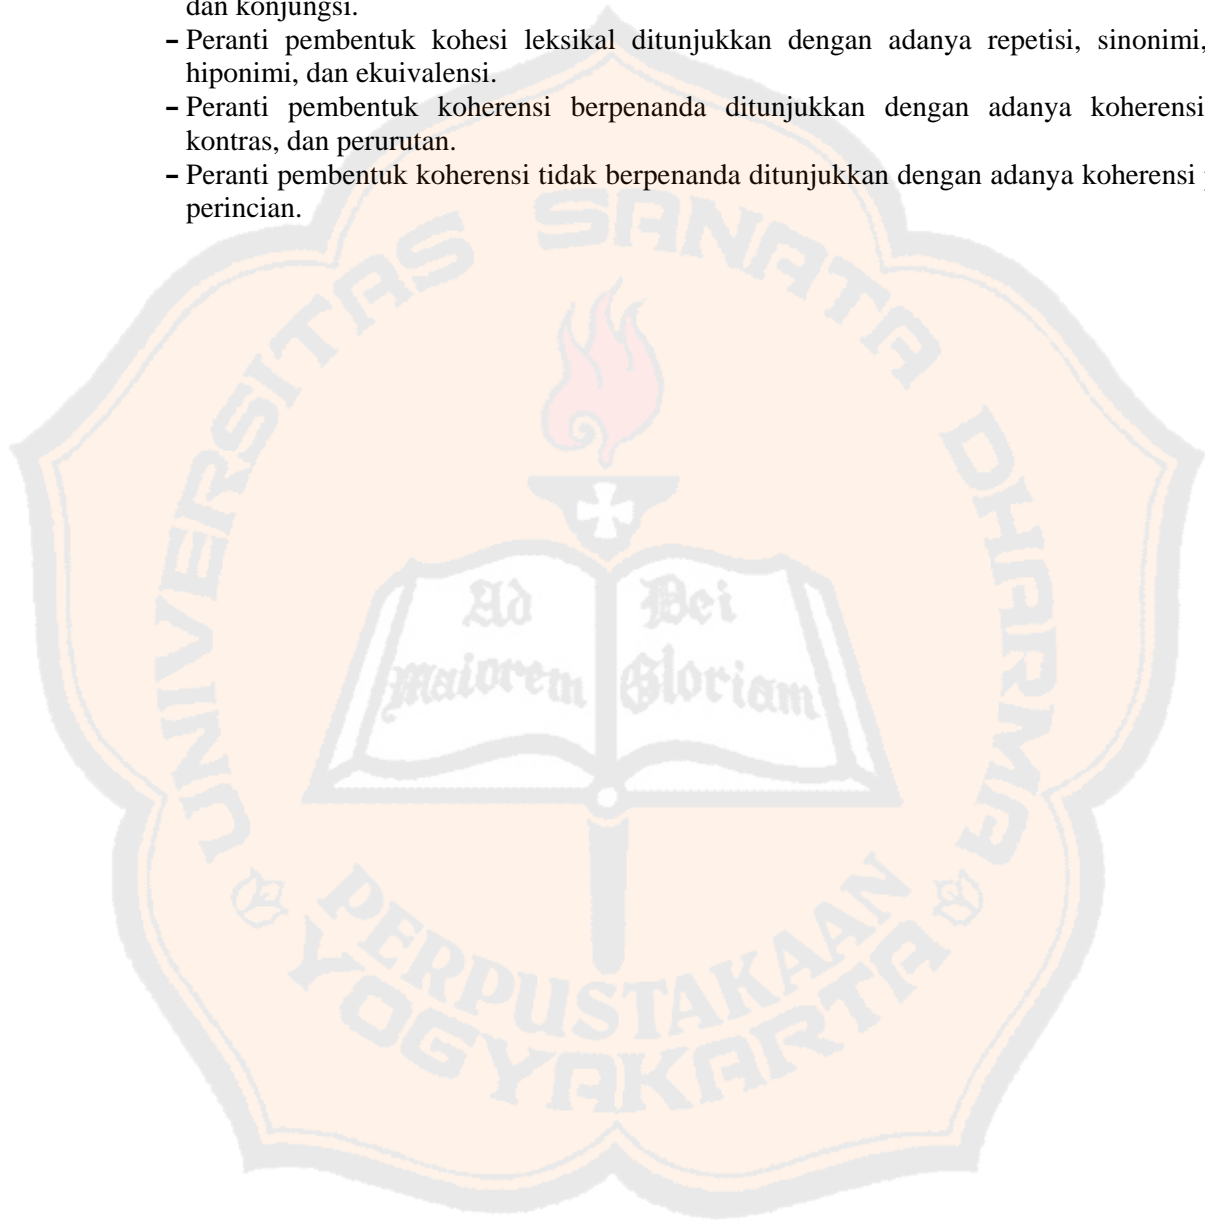 dan konjungsi.
- Peranti pembentuk kohesi leksikal ditunjukkan dengan adanya repetisi, sinonimi,
hiponimi, dan ekuivalensi.
- Peranti pembentuk koherensi berpenanda ditunjukkan dengan adanya koherensi
kontras, dan perurutan.
- Peranti pembentuk koherensi tidak berpenanda ditunjukkan dengan adanya koherensi
perincian.
UNIVERSITAS SANATA DHARMA
Ad Dei
Maiorem Gloriam
PERPUSTAKAAN
YOGYAKARTA